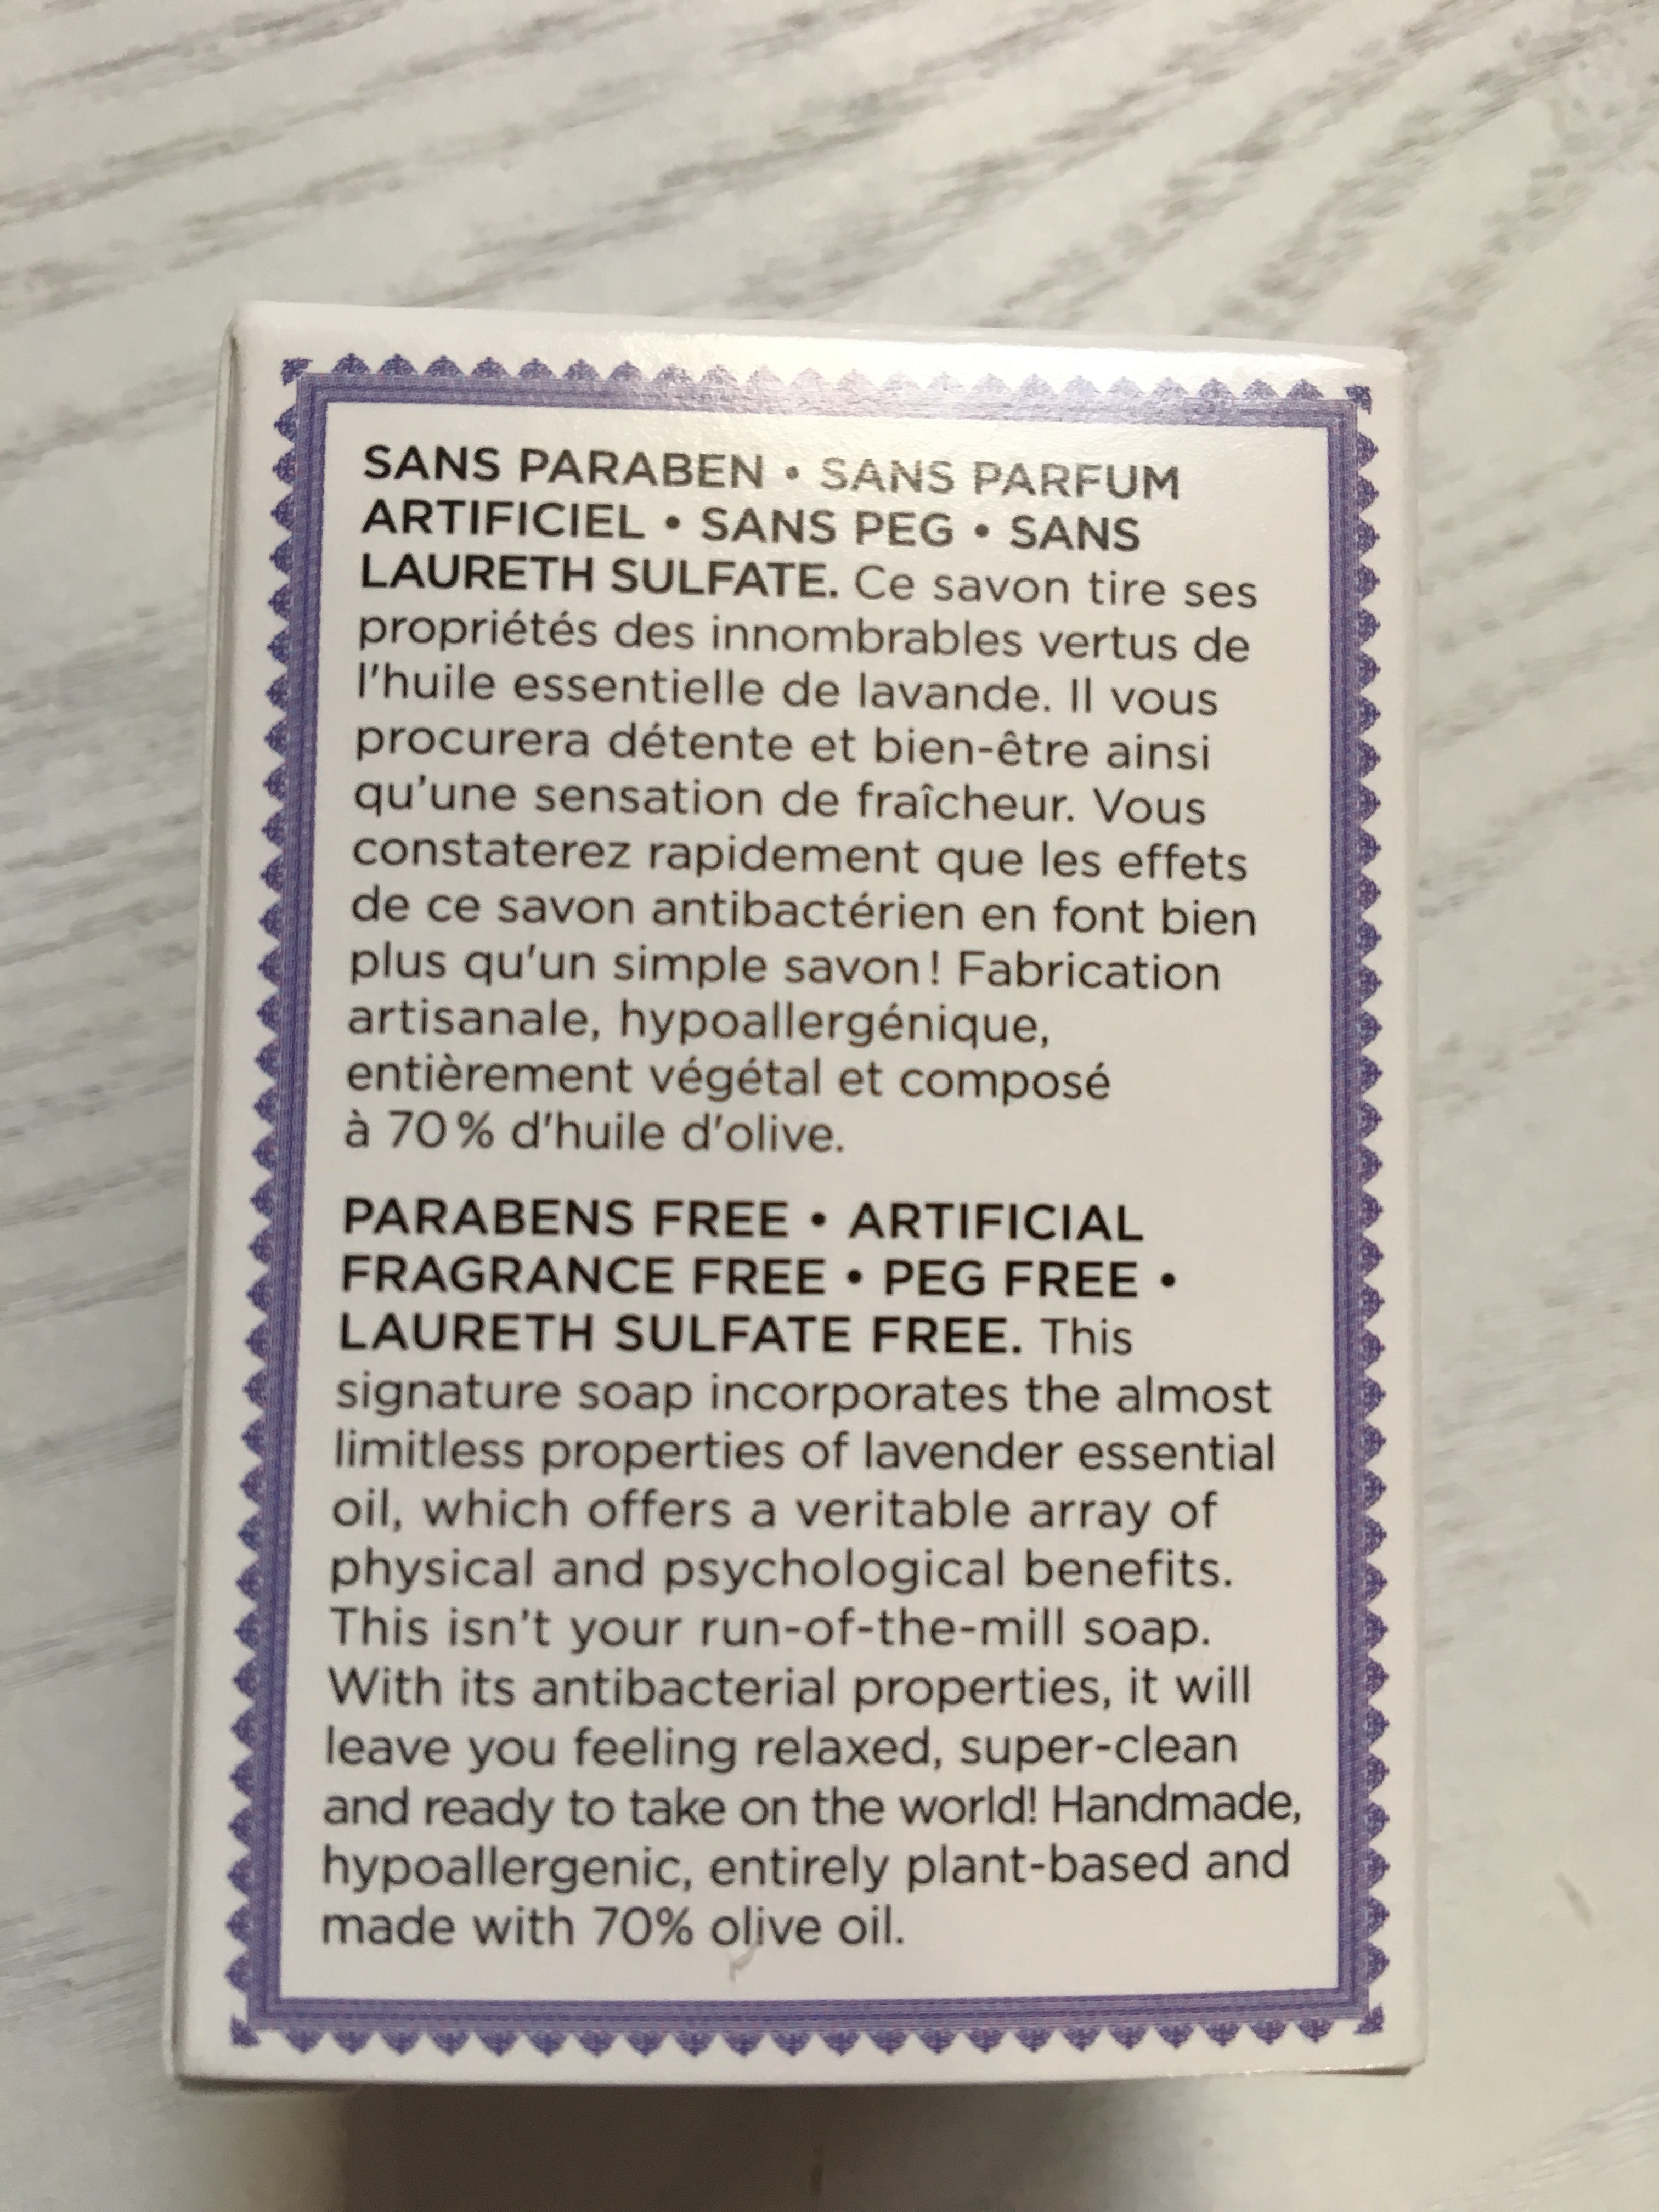 SANS PARABEN • SANS PARFUM
ARTIFICIEL • SANS PEG • SANS
LAURETH SULFATE. Ce savon tire ses
propriétés des innombrables vertus de
l'huile essentielle de lavande. Il vous
procurera détente et bien-être ainsi
qu’une sensation de fraîcheur. Vous
constaterez rapidement que les effets
de ce savon antibactérien en font bien
plus qu'un simple savon! Fabrication
artisanale, hypoallergénique,
entièrement végétal et composé
à 70 % d'huile d'olive.
PARABENS FREE • ARTIFICIAL
FRAGRANCE FREE • PEG FREE •
LAURETH SULFATE FREE. This
signature soap incorporates the almost
limitless properties of lavender essential
oil, which offers a veritable array of
physical and psychological benefits.
This isn’t your run-of-the-mill soap.
With its antibacterial properties, it will
leave you feeling relaxed, super-clean
and ready to take on the world! Handmade,
hypoallergenic, entirely plant-based and
made with 70% olive oil.